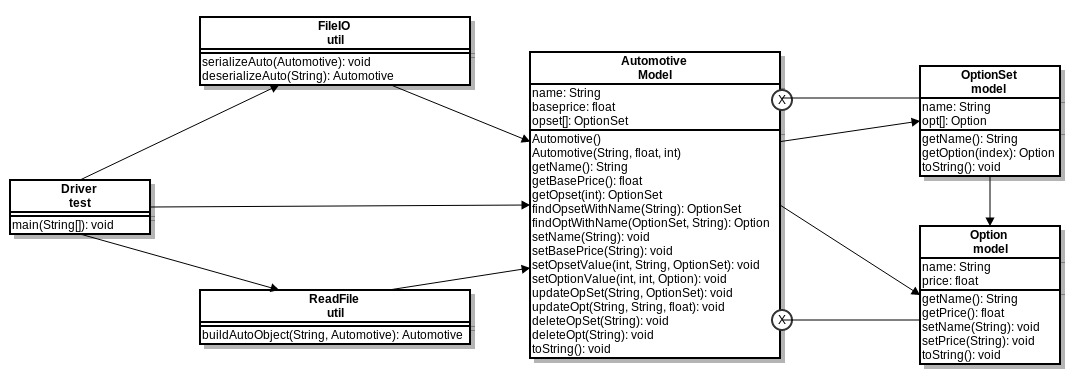 FileIO
util
serializeAuto(Automotive): void
deserializeAuto(String): Automotive
Driver
test
main(String[]): void
ReadFile
util
buildAutoObject(String, Automotive): Automotive
Automotive
Model
name: String
baseprice: float
opset[]: OptionSet
Automotive()
Automotive(String, float, int)
getName(): String
getBasePrice(): float
getOpset(int): OptionSet
findOpsetWithName(String): OptionSet
findOptWithName(OptionSet, String): Option
setName(String): void
setBasePrice(String): void
setOpsetValue(int, String, OptionSet): void
setOptionValue(int, int, Option): void
updateOpSet(String, OptionSet): void
updateOpt(String, String, float): void
deleteOpSet(String): void
deleteOpt(String): void
toString(): void
X
X
OptionSet
model
name: String
opt[]: Option
getName(): String
getOption(index): Option
toString(): void
Option
model
name: String
price: float
getName(): String
getPrice(): float
setName(String): void
setPrice(String): void
toString(): void